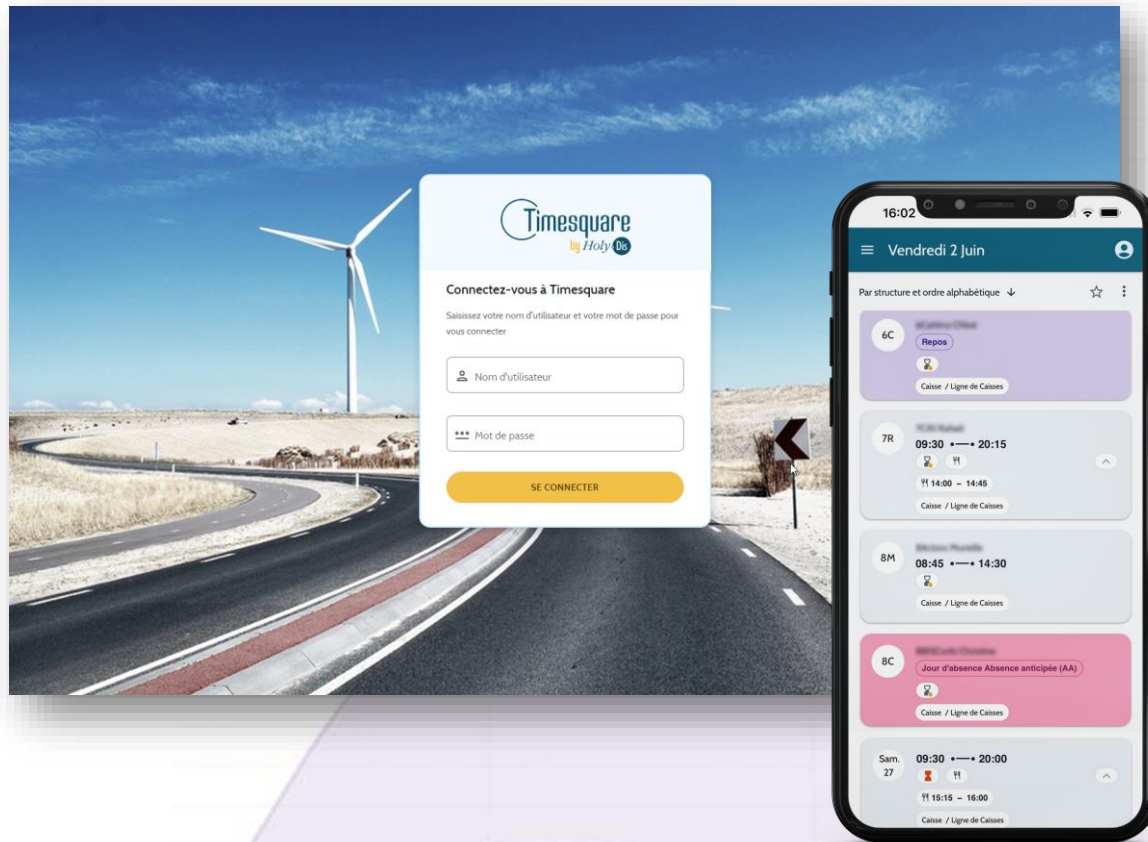 Timesquare
by Holy Dis
Connectez-vous à Timesquare
Saisissez votre nom d'utilisateur et votre mot de passe pour
vous connecter
Nom d'utilisateur
Mot de passe
SE CONNECTER
16:02
Vendredi 2 Juin
Par structure et ordre alphabétique
6C
Repos
Caisse / Ligne de Caisses
7R
09:30 20:15
14:00 – 14:45
Caisse / Ligne de Caisses
8M
08:45 14:30
Caisse / Ligne de Caisses
8C
Jour d'absence Absence anticipée (AA)
Caisse / Ligne de Caisses
Sam.
27
09:30 20:00
15:15 – 16:00
Caisse / Ligne de Caisses